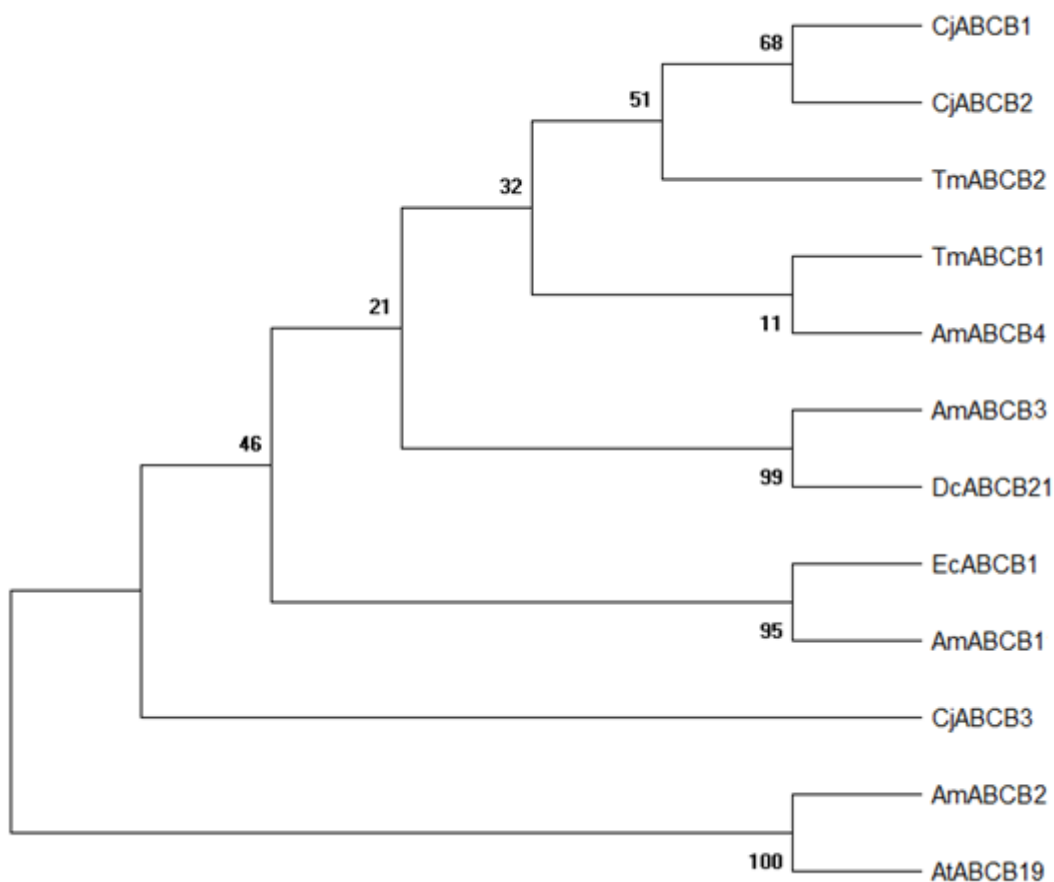 CjABCB1
68
CjABCB2
51
TmABCB2
32
TmABCB1
21
11
AmABCB4
AmABCB3
46
99
DcABCB21
EcABCB1
95
AmABCB1
CjABCB3
AmABCB2
100
AtABCB19